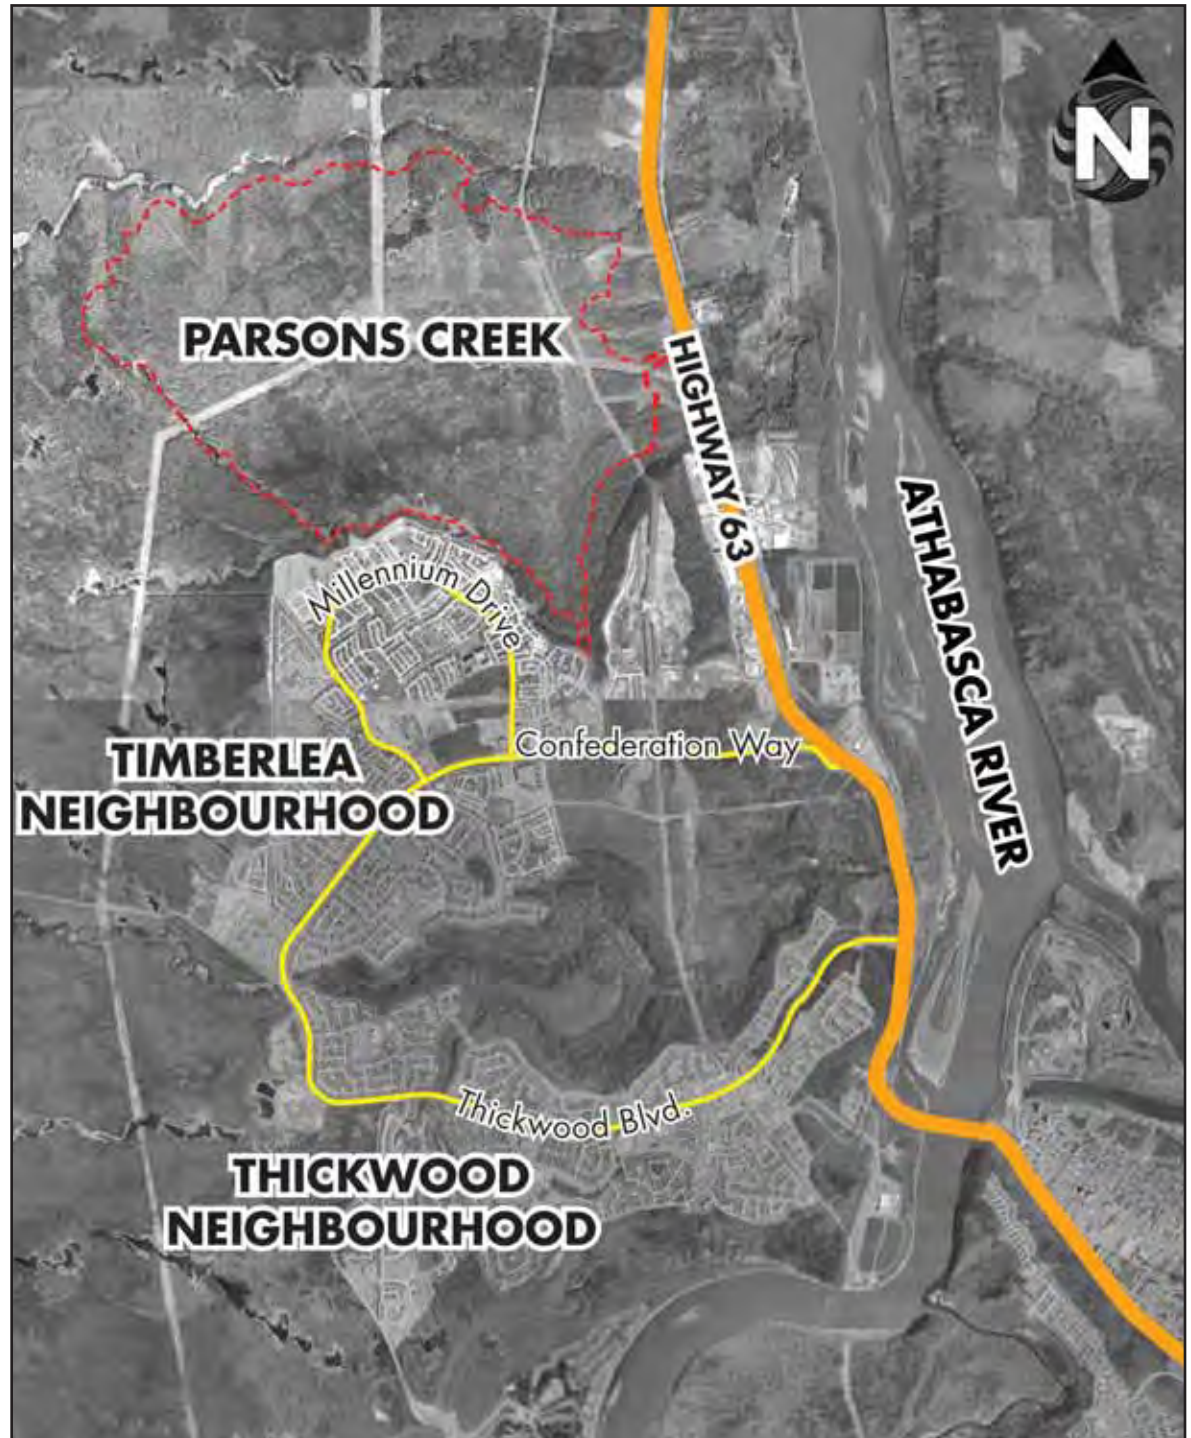 N
PARSONS CREEK
HIGHWAY 63
ATHABASCA RIVER
Millennium Drive
Confederation Way
TIMBERLEA
NEIGHBOURHOOD
Thickwood Blvd.
THICKWOOD
NEIGHBOURHOOD